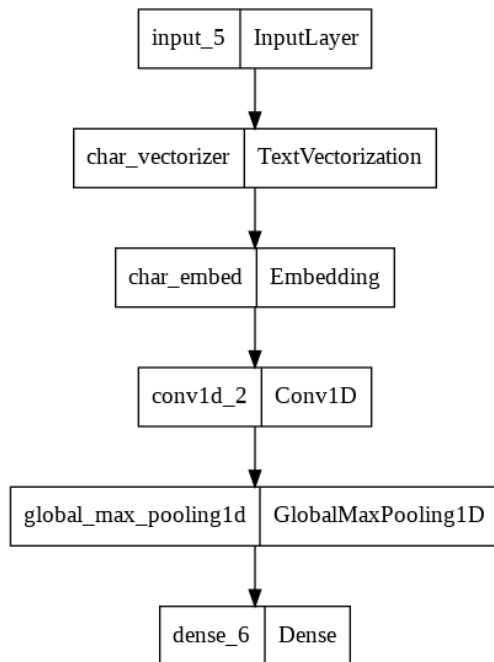 input_5 InputLayer
char_vectorizer TextVectorization
char_embed Embedding
conv1d_2 Conv1D
global_max_pooling1d GlobalMaxPooling1D
dense_6 Dense